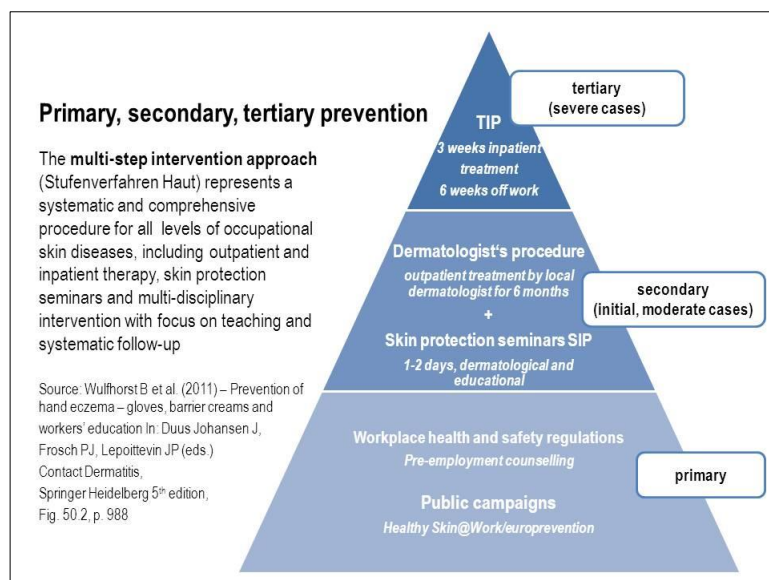 Primary, secondary, tertiary prevention
The multi-step intervention approach
(Stufenverfahren Haut) represents a
systematic and comprehensive
procedure for all levels of occupational
skin diseases, including outpatient and
inpatient therapy, skin protection
seminars and multi-disciplinary
intervention with focus on teaching and
systematic follow-up
Source: Wulfhorst B et al. (2011) – Prevention of
hand eczema – gloves, barrier creams and
workers' education In: Duus Johansen J,
Frosch PJ, Lepoittevin JP (eds.)
Contact Dermatitis,
Springer Heidelberg 5th edition,
Fig. 50.2, p. 988
tertiary
(severe cases)
TIP
3 weeks inpatient
treatment
6 weeks off work
Dermatologist's procedure
outpatient treatment by local
dermatologist for 6 months
+
Skin protection seminars SIP
1-2 days, dermatological and
educational
secondary
(initial, moderate cases)
Workplace health and safety regulations
Pre-employment counselling
Public campaigns
Healthy Skin@Work/europrevention
primary